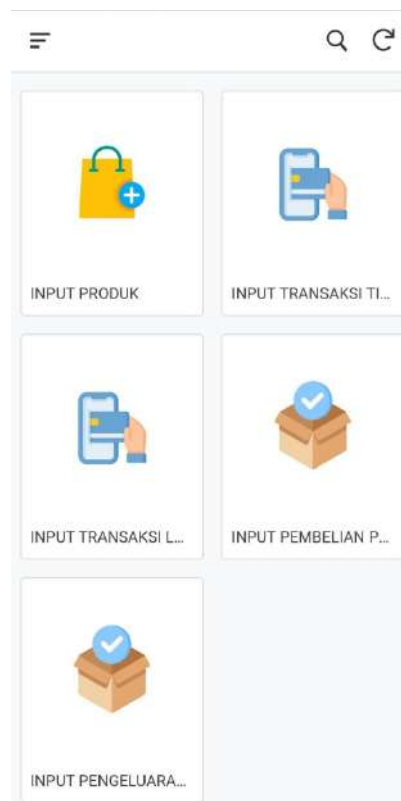 INPUT PRODUK
INPUT TRANSAKSI TI...
INPUT TRANSAKSI L...
INPUT PEMBELIAN P...
INPUT PENGELUARA...